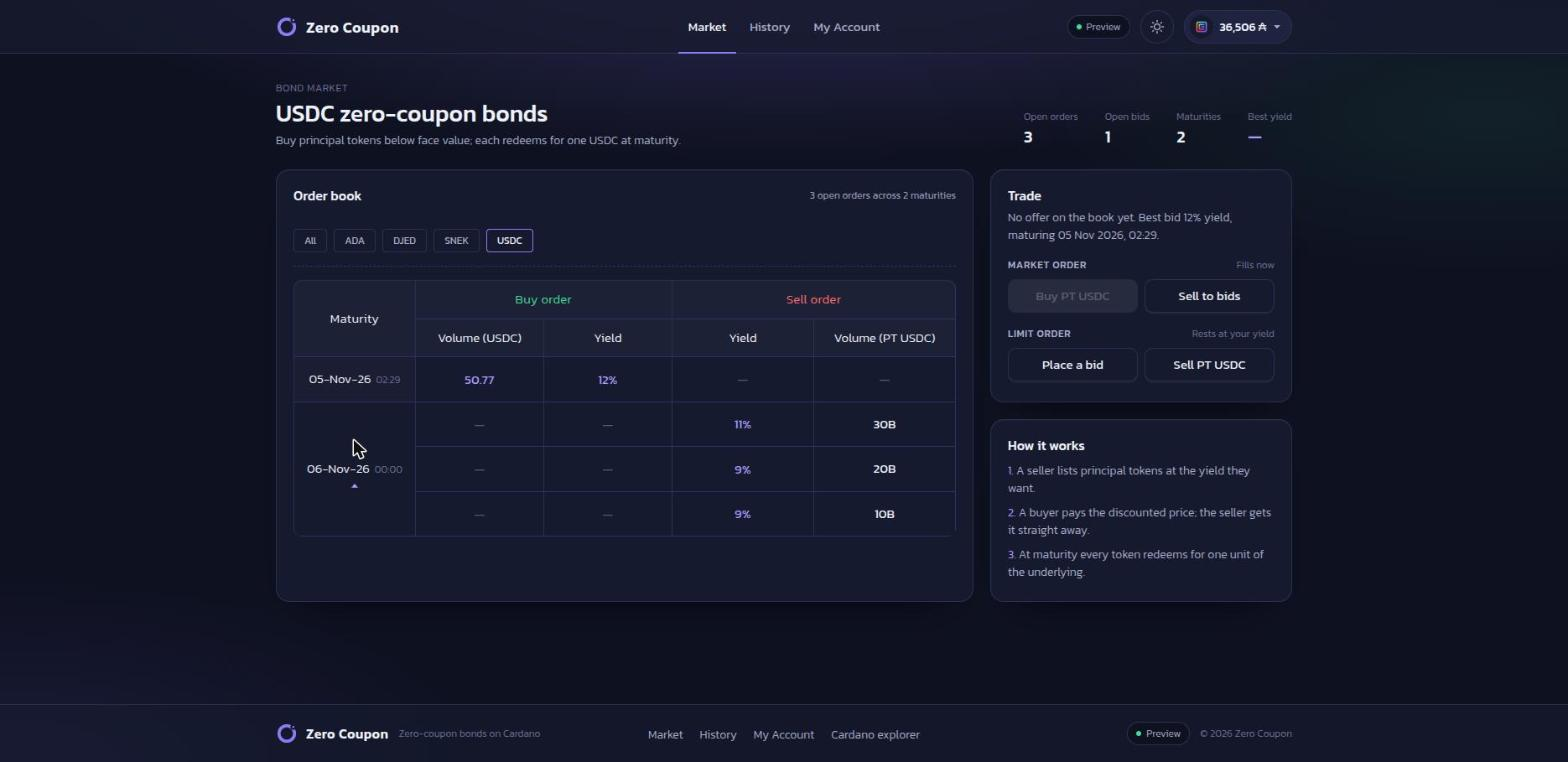 Zero Coupon
Market History My Account
Preview
36,506 ₳
BOND MARKET
USDC zero-coupon bonds
Buy principal tokens below face value; each redeems for one USDC at maturity.
Open orders Open bids Maturities Best yield
3 1 2 —
Order book
3 open orders across 2 maturities
All ADA DJED SNEK USDC
Maturity Buy order Sell order
Volume (USDC) Yield Yield Volume (PT USDC)
05-Nov-26 02:29 50.77 12% — —
— — 11% 30B
06-Nov-26 00:00 — — 9% 20B
— — 9% 10B
Trade
No offer on the book yet. Best bid 12% yield,
maturing 05 Nov 2026, 02:29.
MARKET ORDER Fills now
Buy PT USDC Sell to bids
LIMIT ORDER Rests at your yield
Place a bid Sell PT USDC
How it works
1. A seller lists principal tokens at the yield they
want.
2. A buyer pays the discounted price; the seller gets
it straight away.
3. At maturity every token redeems for one unit of
the underlying.
Zero Coupon Zero-coupon bonds on Cardano
Market History My Account Cardano explorer
Preview © 2026 Zero Coupon